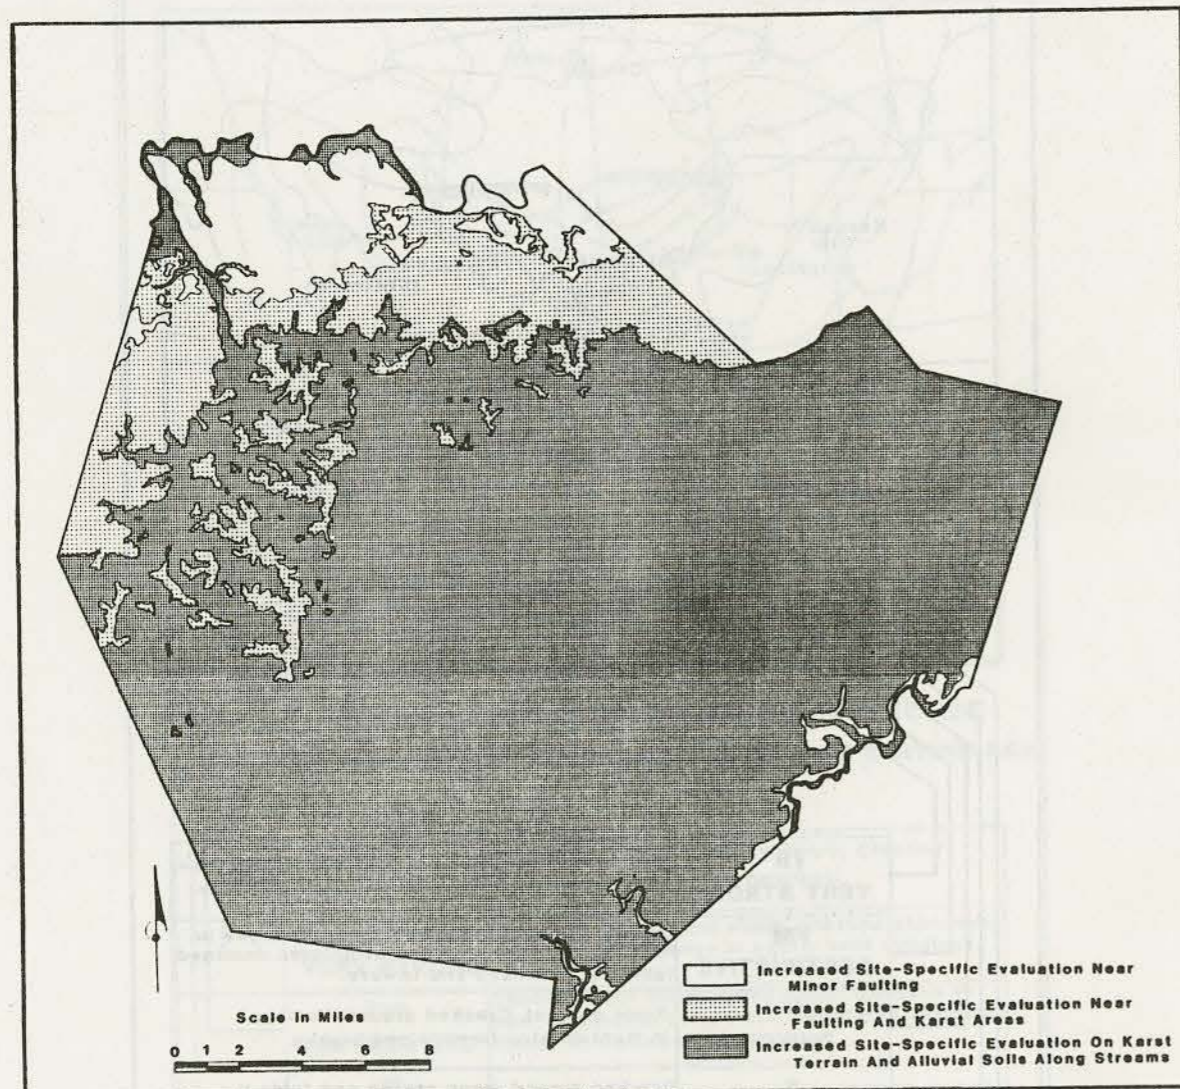 Scale In Miles
0 1 2 4 6 8
Increased Site-Specific Evaluation Near
Minor Faulting
Increased Site-Specific Evaluation Near
Faulting And Karst Areas
Increased Site-Specific Evaluation On Karst
Terrain And Alluvial Soils Along Streams